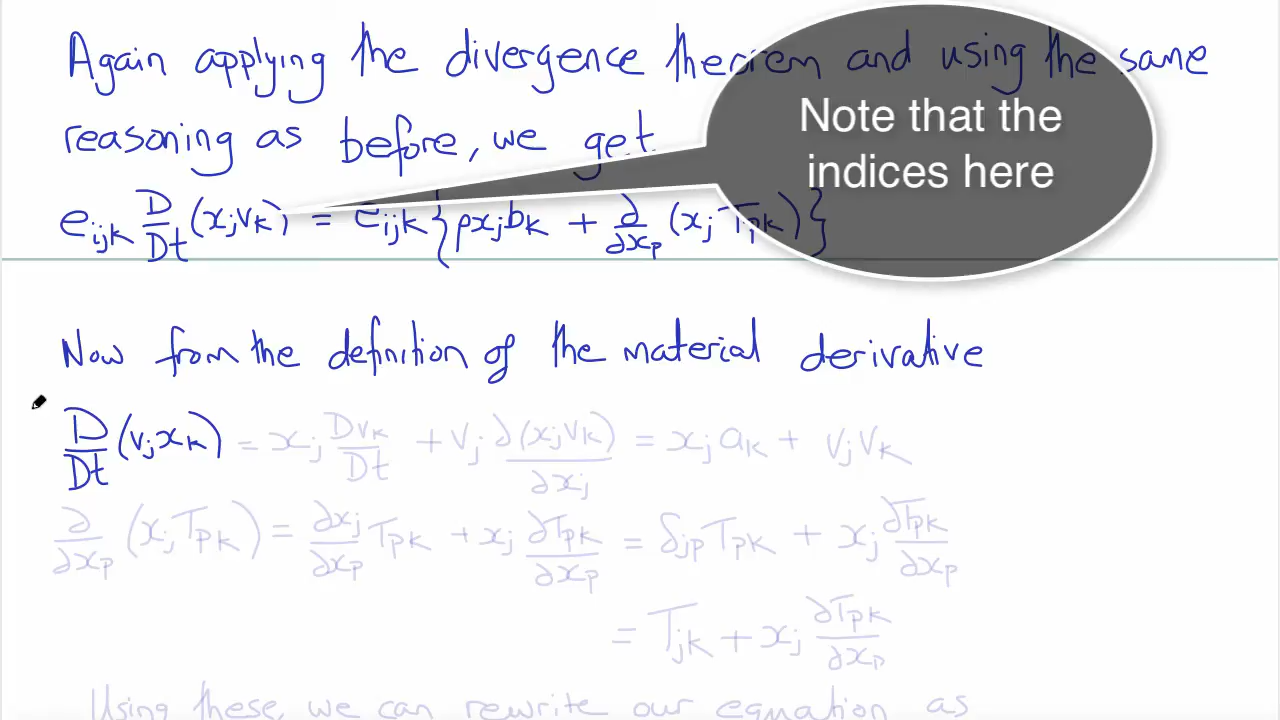 Again applying the divergence theorem and using the same
reasoning as before, we get
Note that the
indices here
e_ijk D/Dt (x_j v_k) = e_ijk { ρx_j b_k + ∂/∂x_p (x_j T_pk) }
Now from the definition of the material derivative
D/Dt (v_j x_k) = x_j Dv_k/Dt + v_j ∂(x_j v_k)/∂x_j = x_j a_k + v_j v_k
∂/∂x_p (x_j T_pk) = ∂x_j/∂x_p T_pk + x_j ∂T_pk/∂x_p = δ_jp T_pk + x_j ∂T_pk/∂x_p
= T_jk + x_j ∂T_pk/∂x_p
Using these, we can rewrite our equation as